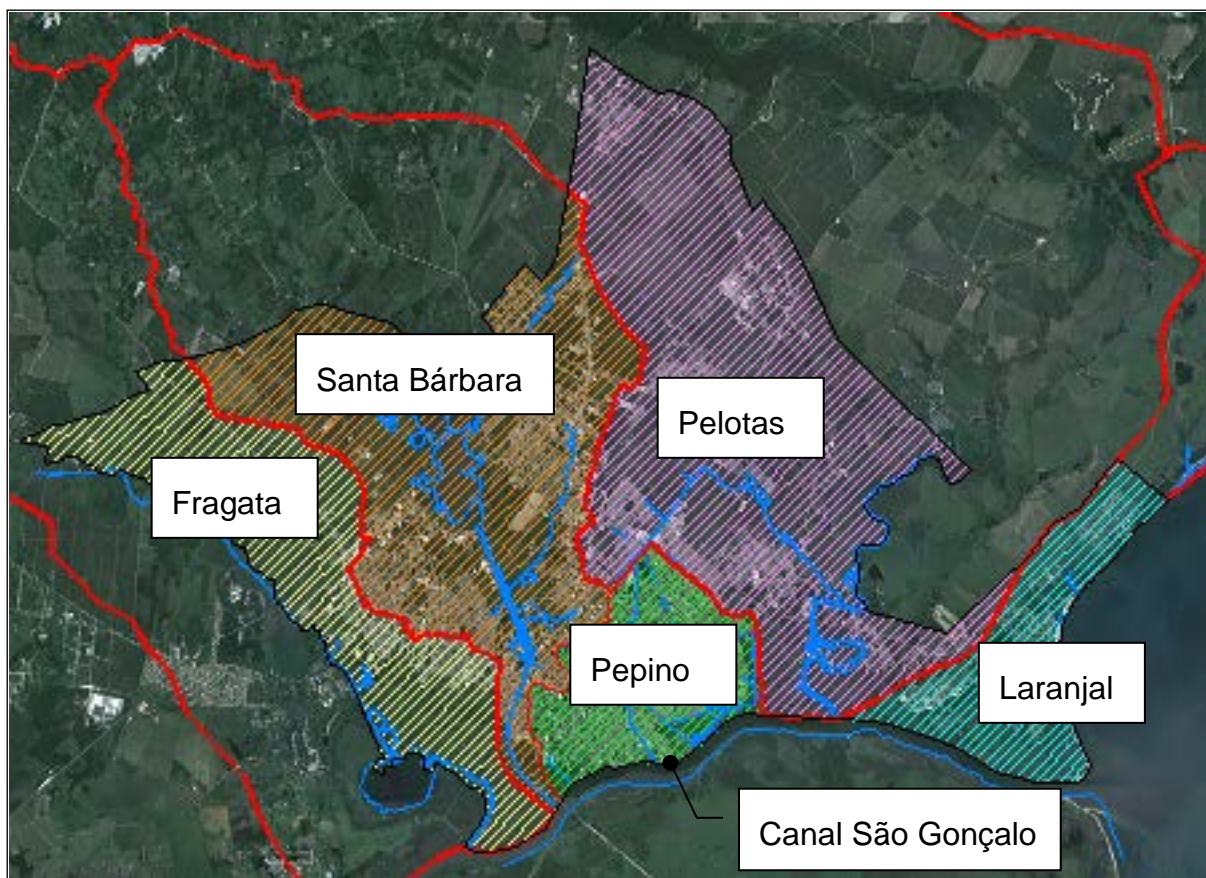 Santa Bárbara
Pelotas
Fragata
Pepino
Laranjal
Canal São Gonçalo